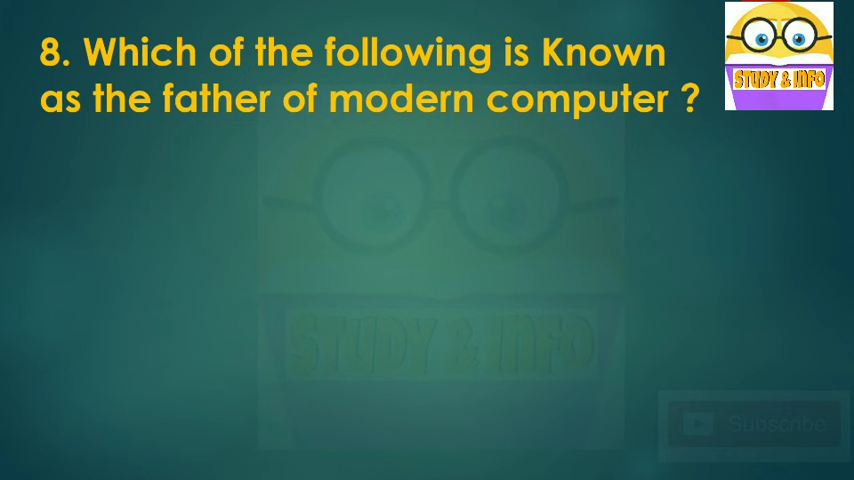 8. Which of the following is Known
as the father of modern computer ?
STUDY & INFO
STUDY & INFO
Subscribe